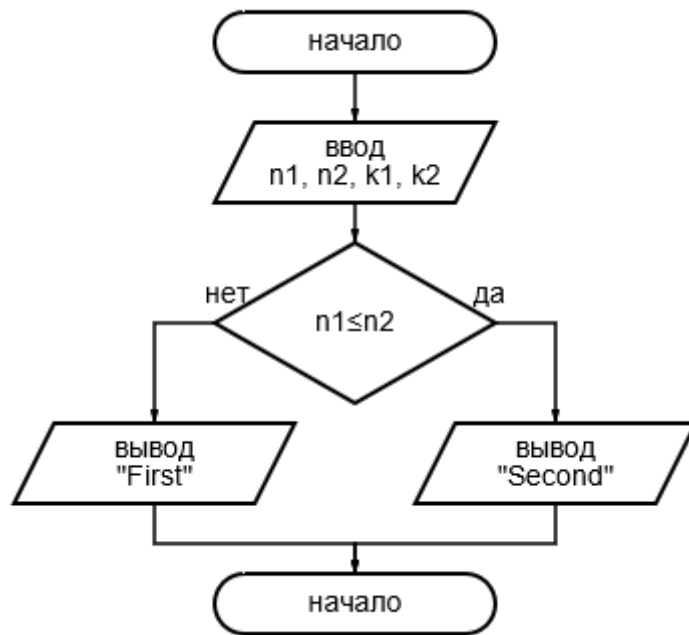 начало
ввод
n1, n2, k1, k2
нет
да
n1≤n2
вывод
"First"
вывод
"Second"
начало